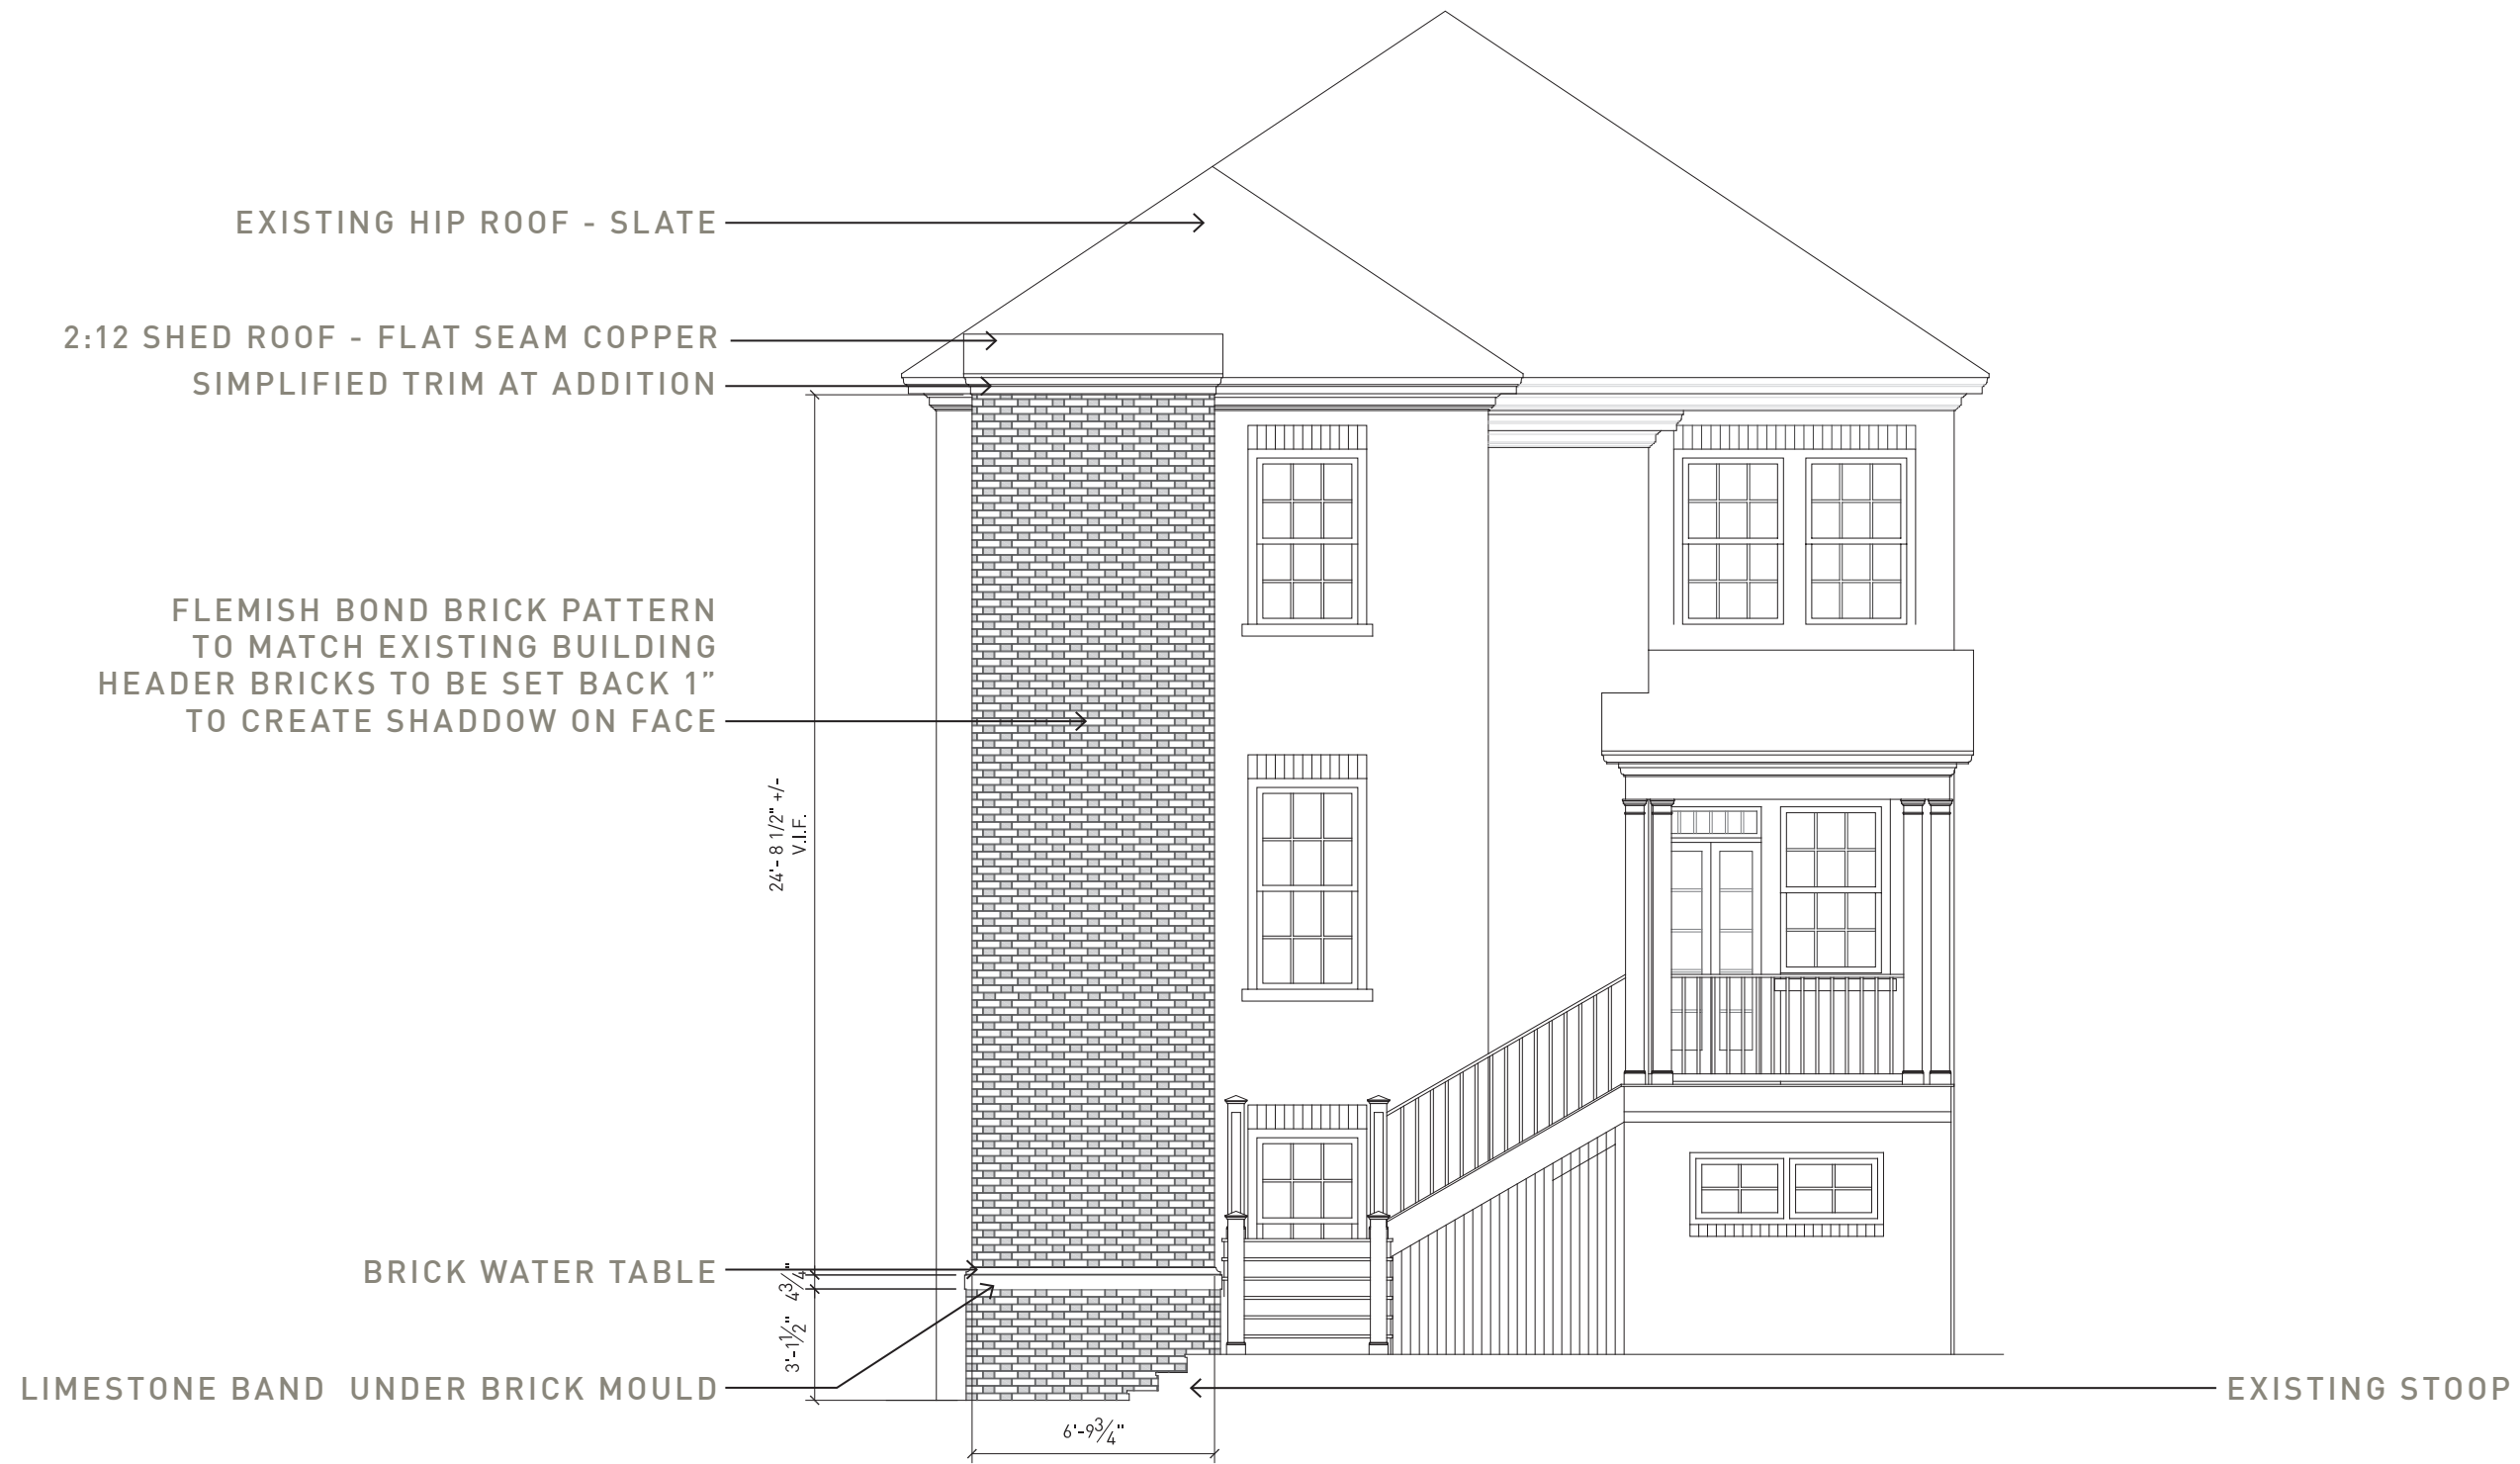 EXISTING HIP ROOF - SLATE
2:12 SHED ROOF - FLAT SEAM COPPER
SIMPLIFIED TRIM AT ADDITION
FLEMISH BOND BRICK PATTERN
TO MATCH EXISTING BUILDING
HEADER BRICKS TO BE SET BACK 1”
TO CREATE SHADDOW ON FACE
24'- 8 1/2" +/-
V.I.F.
BRICK WATER TABLE
4 3/4"
3'-1 1/2"
LIMESTONE BAND  UNDER BRICK MOULD
EXISTING STOOP
6'-9 3/4"